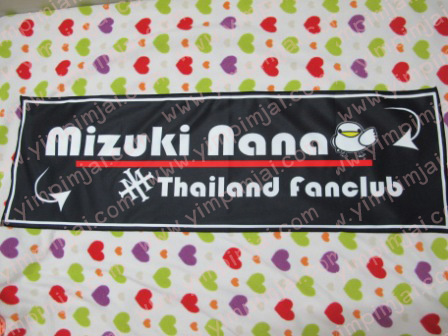 Mizuki Nana
Thailand Fanclub
www.yimpimjai.com